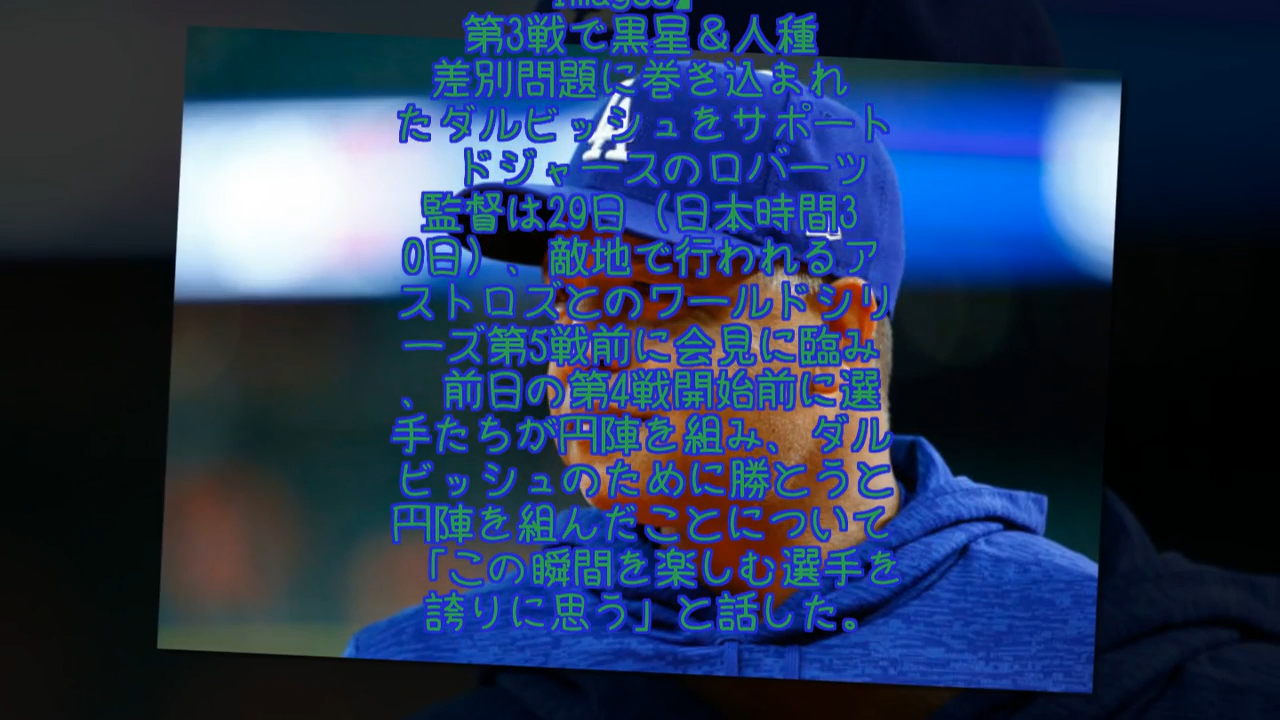 Images】
第3戦で黒星＆人種
差別問題に巻き込まれ
たダルビッシュをサポート
ドジャースのロバーツ
監督は29日（日本時間3
0日）、敵地で行われるア
ストロズとのワールドシリ
ーズ第5戦前に会見に臨み
、前日の第4戦開始前に選
手たちが円陣を組み、ダル
ビッシュのために勝とうと
円陣を組んだことについて
「この瞬間を楽しむ選手を
誇りに思う」と話した。